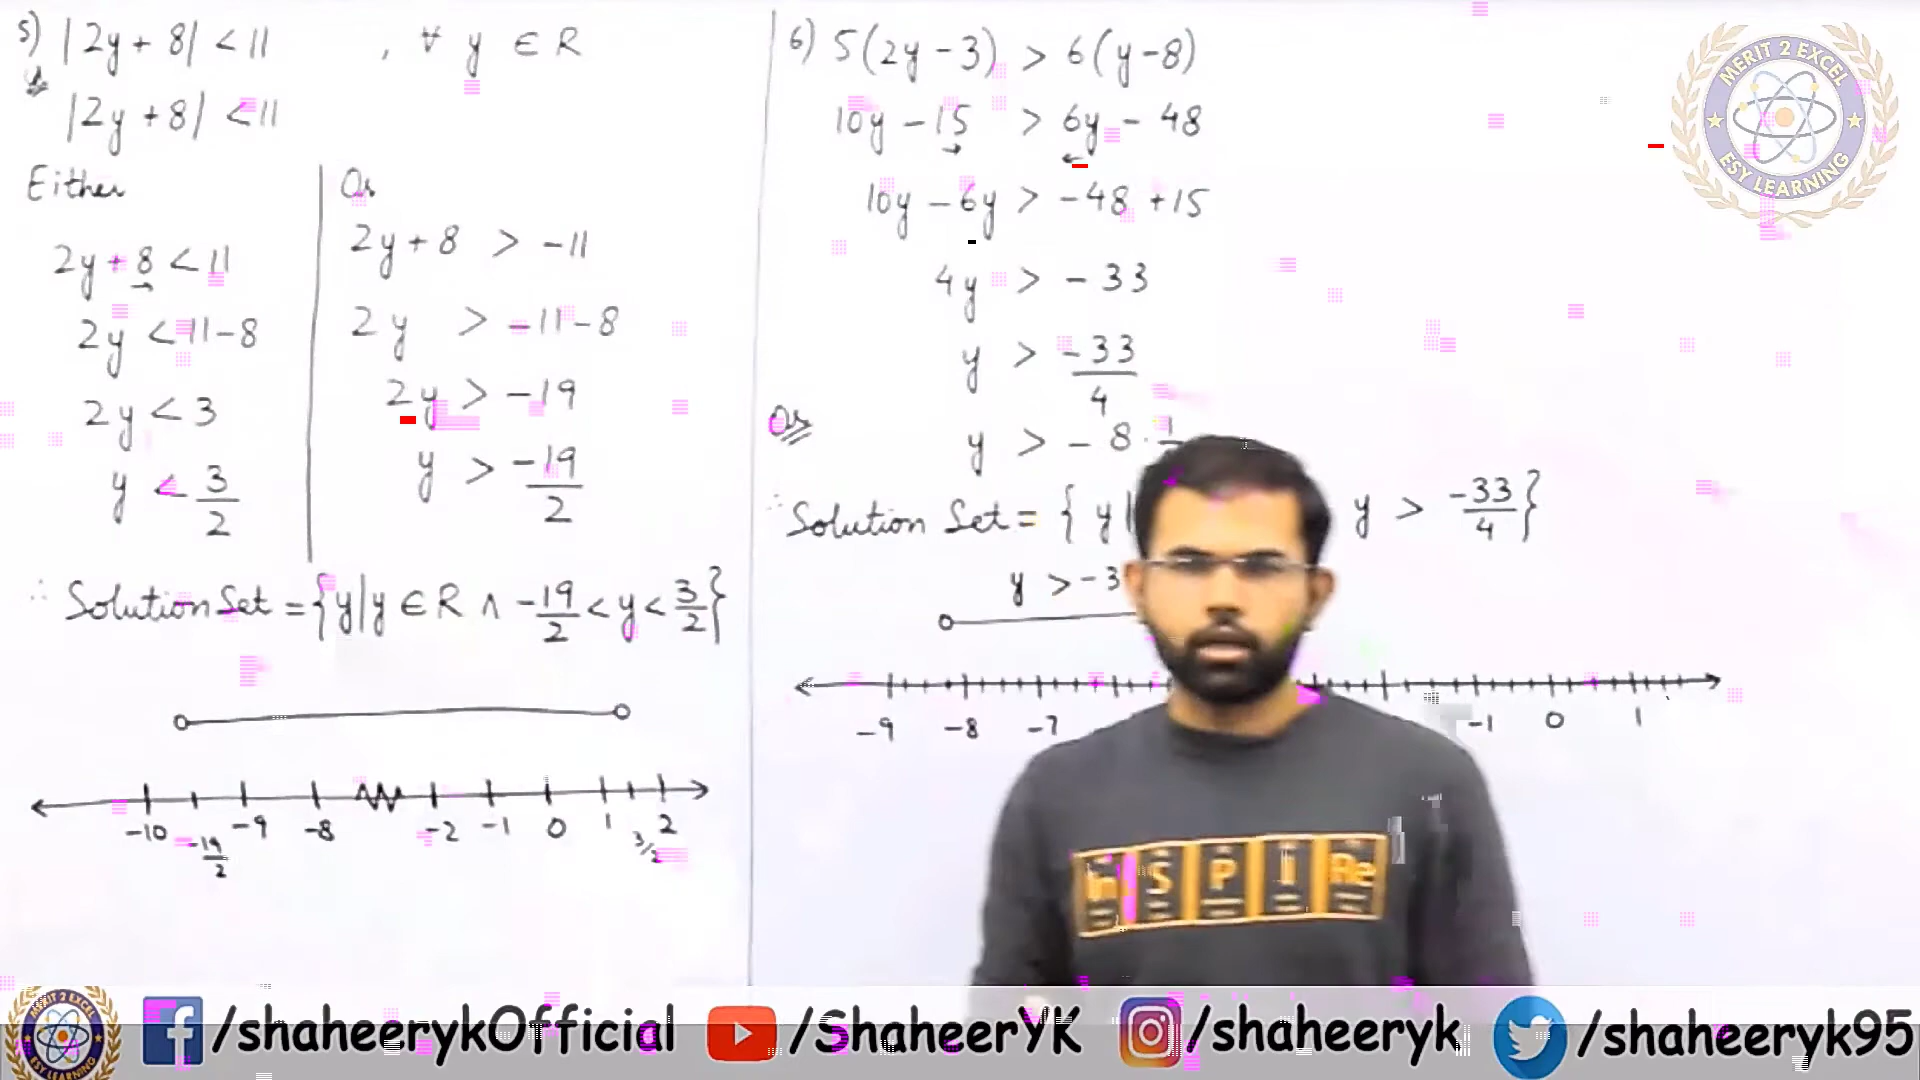 5) |2y + 8| < 11 , ∀ y ∈ R
|2y + 8| < 11
Either
2y + 8 < 11
2y < 11 - 8
2y < 3
y < 3/2
Or
2y + 8 > -11
2y > -11 - 8
2y > -19
y > -19/2
∴ Solution Set = {y | y ∈ R ∧ -19/2 < y < 3/2}
-10 -19/2 -9 -8 -2 -1 0 1 3/2 2
6) 5(2y - 3) > 6(y - 8)
10y - 15 > 6y - 48
10y - 6y > -48 + 15
4y > -33
y > -33/4
Or y > -8 . 1
∴ Solution Set = { y | y > -33/4 }
y > -3
-9 -8 -7 -1 0 1
MERIT 2 EXCEL
ESY LEARNING
In S P I Re
/shaheerykOfficial /ShaheerYK /shaheeryk /shaheeryk95